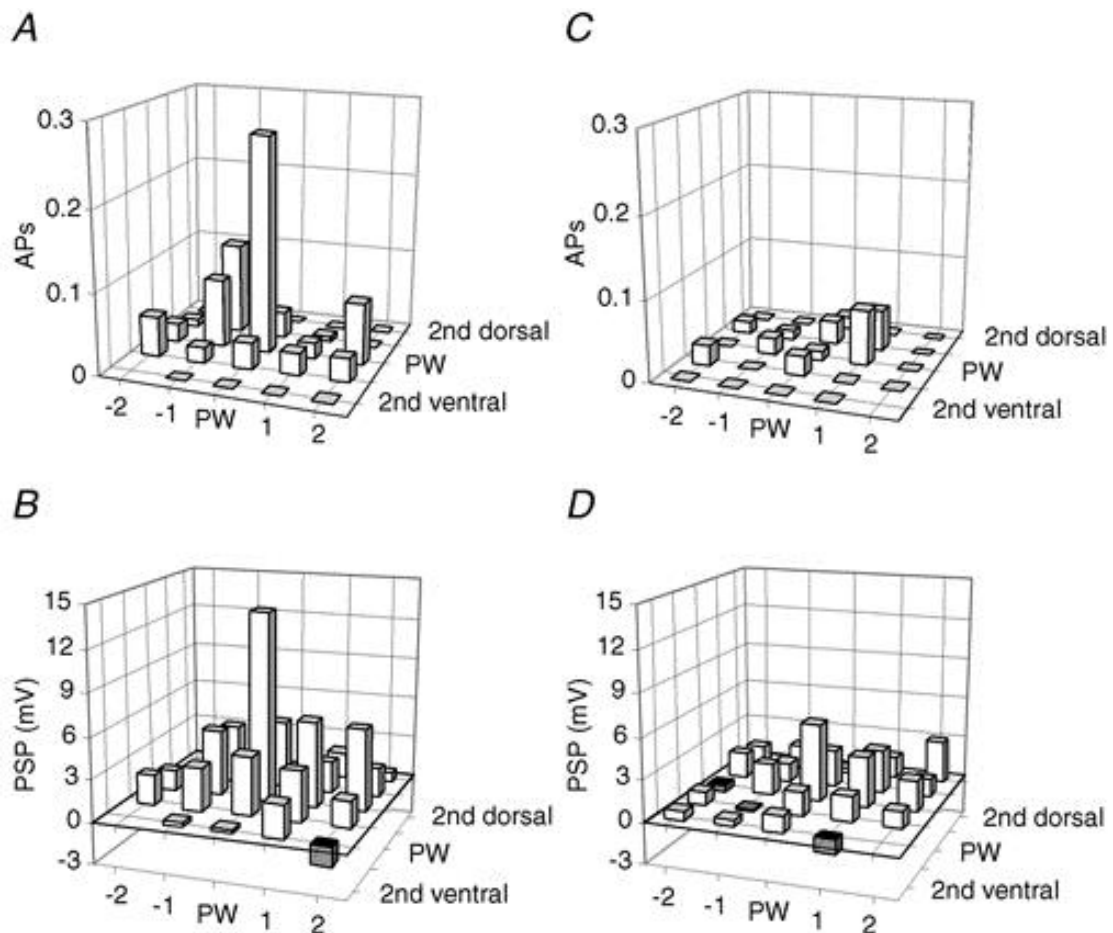 A
0.3
0.2
0.1
0
APs
-2
-1
PW
1
2
2nd dorsal
PW
2nd ventral
C
0.3
0.2
0.1
0
APs
-2
-1
PW
1
2
2nd dorsal
PW
2nd ventral
B
15
12
9
6
3
0
-3
PSP (mV)
-2
-1
PW
1
2
2nd dorsal
PW
2nd ventral
D
15
12
9
6
3
0
-3
PSP (mV)
-2
-1
PW
1
2
2nd dorsal
PW
2nd ventral